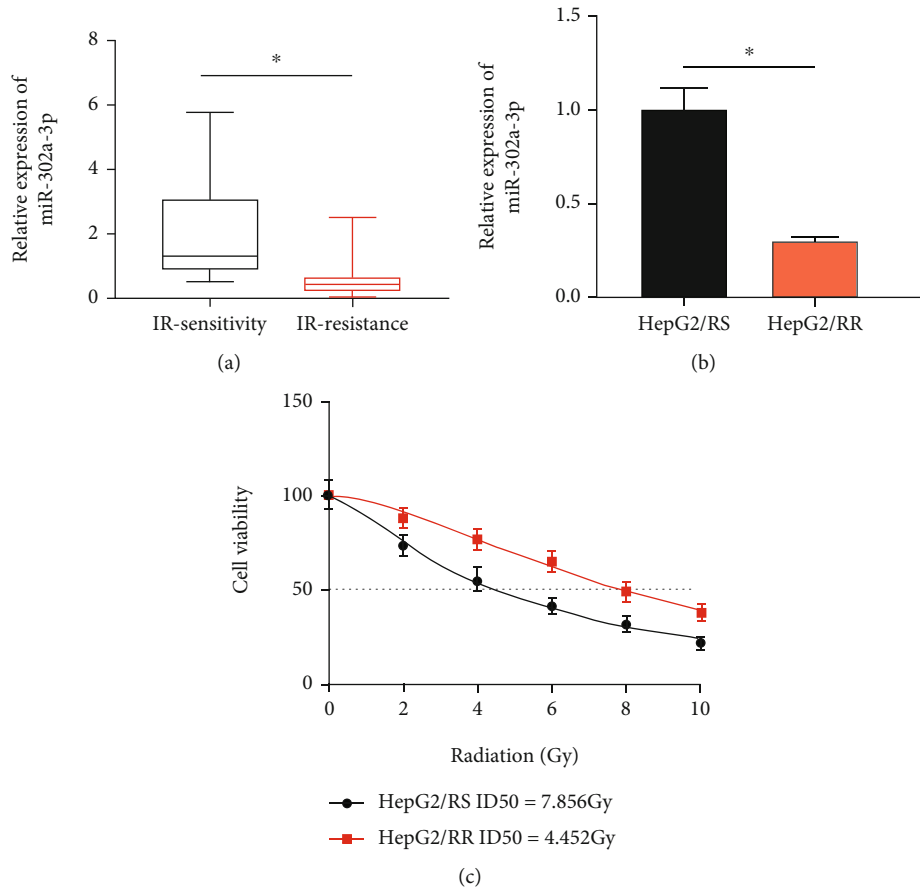 Relative expression of
miR-302a-3p
8
6
4
2
0
*
IR-sensitivity
IR-resistance
(a)
Relative expression of
miR-302a-3p
1.5
1.0
0.5
0.0
*
HepG2/RS
HepG2/RR
(b)
Cell viability
150
100
50
0
0
2
4
6
8
10
Radiation (Gy)
HepG2/RS ID50 = 7.856Gy
HepG2/RR ID50 = 4.452Gy
(c)